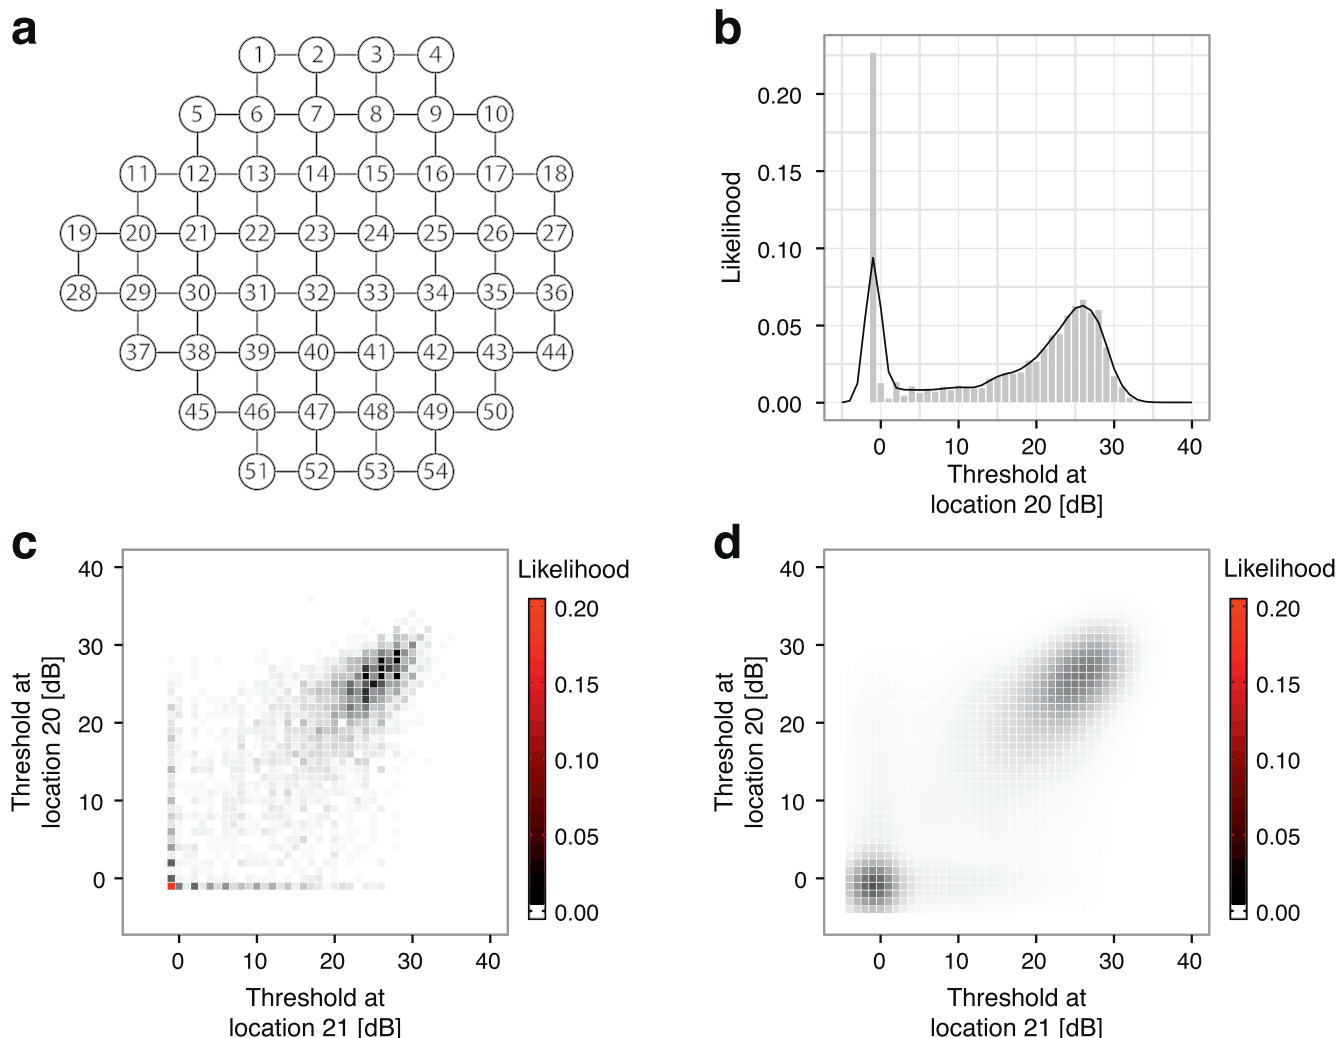 a
1 2 3 4
5 6 7 8 9 10
11 12 13 14 15 16 17 18
19 20 21 22 23 24 25 26 27
28 29 30 31 32 33 34 35 36
37 38 39 40 41 42 43 44
45 46 47 48 49 50
51 52 53 54
b
Likelihood
0.20
0.15
0.10
0.05
0.00
0 10 20 30 40
Threshold at
location 20 [dB]
c
Threshold at
location 20 [dB]
40
30
20
10
0
0 10 20 30 40
Threshold at
location 21 [dB]
Likelihood
0.20
0.15
0.10
0.05
0.00
d
Threshold at
location 20 [dB]
40
30
20
10
0
0 10 20 30 40
Threshold at
location 21 [dB]
Likelihood
0.20
0.15
0.10
0.05
0.00